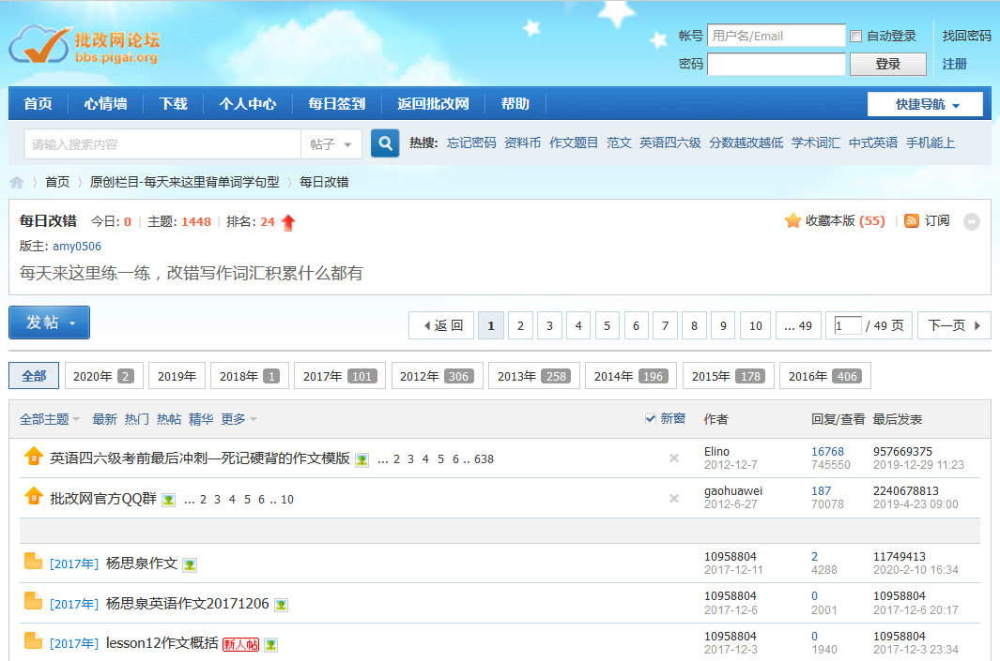 批改网论坛
bbs.pigai.org
帐号 用户名/Email 自动登录 找回密码
密码 登录 注册
首页 心情墙 下载 个人中心 每日签到 返回批改网 帮助 快捷导航
请输入搜索内容 帖子 热搜: 忘记密码 资料币 作文题目 范文 英语四六级 分数越改越低 学术词汇 中式英语 手机能上
首页 〉 原创栏目-每天来这里背单词学句型 〉 每日改错
每日改错 今日: 0 | 主题: 1448 | 排名: 24 收藏本版 (55) | 订阅
版主: amy0506
每天来这里练一练，改错写作词汇积累什么都有
发帖 返回 1 2 3 4 5 6 7 8 9 10 ... 49 1 / 49 页 下一页
全部 2020年 2 2019年 2018年 1 2017年 101 2012年 306 2013年 258 2014年 196 2015年 178 2016年 406
全部主题 最新 热门 热帖 精华 更多 新窗 作者 回复/查看 最后发表
英语四六级考前最后冲刺—死记硬背的作文模版 ... 2 3 4 5 6 .. 638 Elino 16768 957669375
2012-12-7 745550 2019-12-29 11:23
批改网官方QQ群 ... 2 3 4 5 6 .. 10 gaohuawei 187 2240678813
2012-6-27 70078 2019-4-23 09:00
[2017年] 杨思泉作文 10958804 2 11749413
2017-12-11 4288 2020-2-10 16:34
[2017年] 杨思泉英语作文20171206 10958804 0 10958804
2017-12-6 2001 2017-12-6 20:17
[2017年] lesson12作文概括 新人帖 10958804 0 10958804
2017-12-3 1940 2017-12-3 23:34